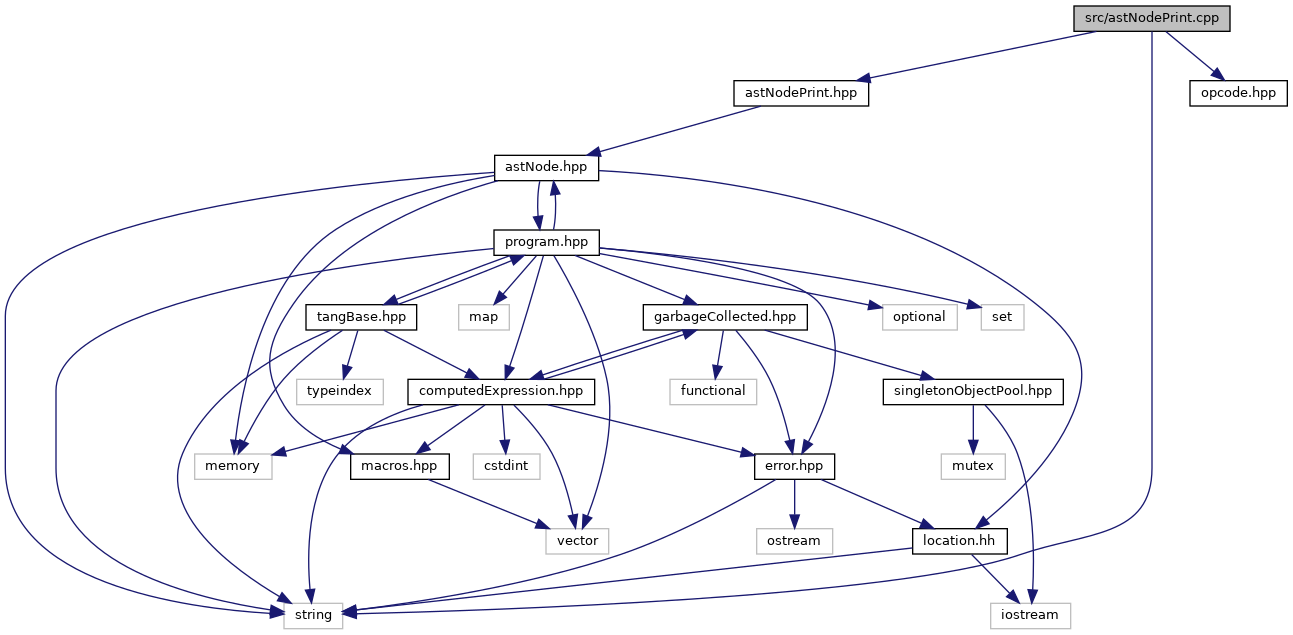 src/astNodePrint.cpp
astNodePrint.hpp
opcode.hpp
astNode.hpp
program.hpp
tangBase.hpp
map
garbageCollected.hpp
optional
set
typeindex
computedExpression.hpp
functional
singletonObjectPool.hpp
memory
macros.hpp
cstdint
error.hpp
mutex
vector
ostream
location.hh
string
iostream